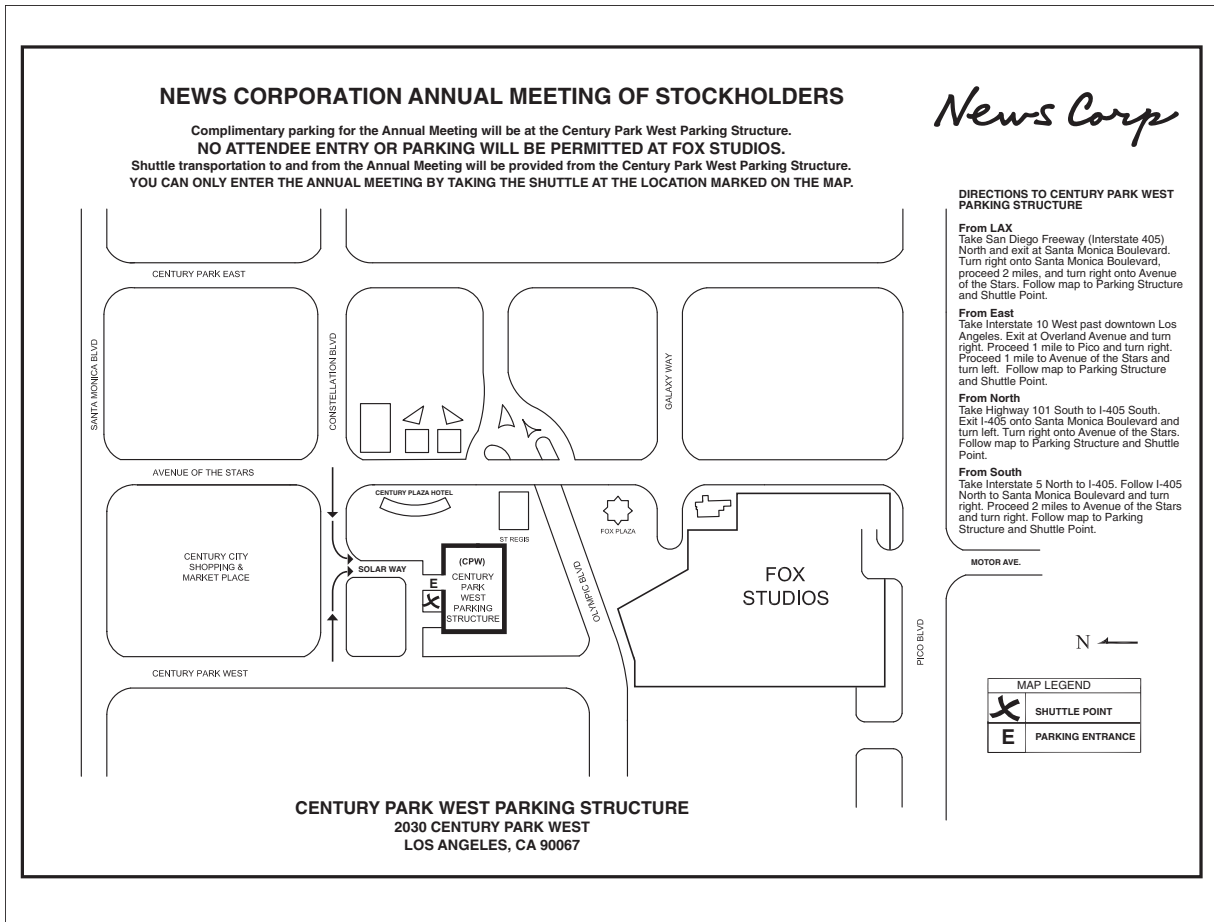 NEWS CORPORATION ANNUAL MEETING OF STOCKHOLDERS
Complimentary parking for the Annual Meeting will be at the Century Park West Parking Structure.
NO ATTENDEE ENTRY OR PARKING WILL BE PERMITTED AT FOX STUDIOS.
Shuttle transportation to and from the Annual Meeting will be provided from the Century Park West Parking Structure.
YOU CAN ONLY ENTER THE ANNUAL MEETING BY TAKING THE SHUTTLE AT THE LOCATION MARKED ON THE MAP.
News Corp
DIRECTIONS TO CENTURY PARK WEST
PARKING STRUCTURE
From LAX
Take San Diego Freeway (Interstate 405)
North and exit at Santa Monica Boulevard.
Turn right onto Santa Monica Boulevard,
proceed 2 miles, and turn right onto Avenue
of the Stars. Follow map to Parking Structure
and Shuttle Point.
From East
Take Interstate 10 West past downtown Los
Angeles. Exit at Overland Avenue and turn
right. Proceed 1 mile to Pico and turn right.
Proceed 1 mile to Avenue of the Stars and
turn left. Follow map to Parking Structure
and Shuttle Point.
From North
Take Highway 101 South to I-405 South.
Exit I-405 onto Santa Monica Boulevard and
turn left. Turn right onto Avenue of the Stars.
Follow map to Parking Structure and Shuttle
Point.
From South
Take Interstate 5 North to I-405. Follow I-405
North to Santa Monica Boulevard and turn
right. Proceed 2 miles to Avenue of the Stars
and turn right. Follow map to Parking
Structure and Shuttle Point.
CENTURY PARK EAST
SANTA MONICA BLVD
CONSTELLATION BLVD
GALAXY WAY
AVENUE OF THE STARS
CENTURY PLAZA HOTEL
ST REGIS
FOX PLAZA
CENTURY CITY
SHOPPING &
MARKET PLACE
SOLAR WAY
E
(CPW)
CENTURY
PARK
WEST
PARKING
STRUCTURE
OLYMPIC BLVD
FOX
STUDIOS
PICO BLVD
MOTOR AVE.
CENTURY PARK WEST
N
MAP LEGEND
SHUTTLE POINT
E PARKING ENTRANCE
CENTURY PARK WEST PARKING STRUCTURE
2030 CENTURY PARK WEST
LOS ANGELES, CA 90067